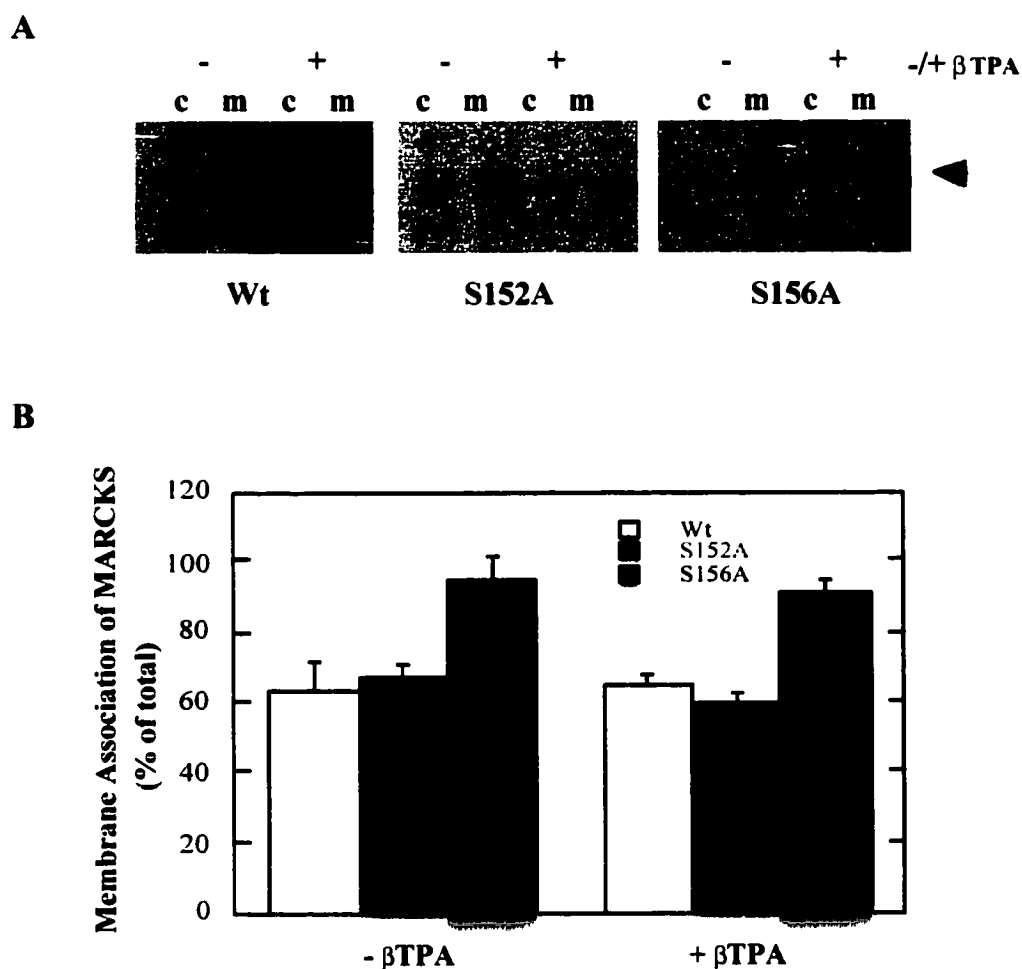 A
- + - + - + -/+ βTPA
c m c m c m c m c m c m
Wt S152A S156A
B
Membrane Association of MARCKS
(% of total)
120
100
80
60
40
20
0
Wt
S152A
S156A
- βTPA + βTPA